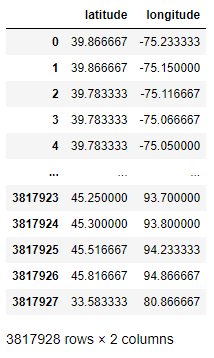 latitude longitude
0 39.866667 -75.233333
1 39.866667 -75.150000
2 39.783333 -75.116667
3 39.783333 -75.066667
4 39.783333 -75.050000
... ... ...
3817923 45.250000 93.700000
3817924 45.300000 93.800000
3817925 45.516667 94.233333
3817926 45.816667 94.866667
3817927 33.583333 80.866667
3817928 rows × 2 columns